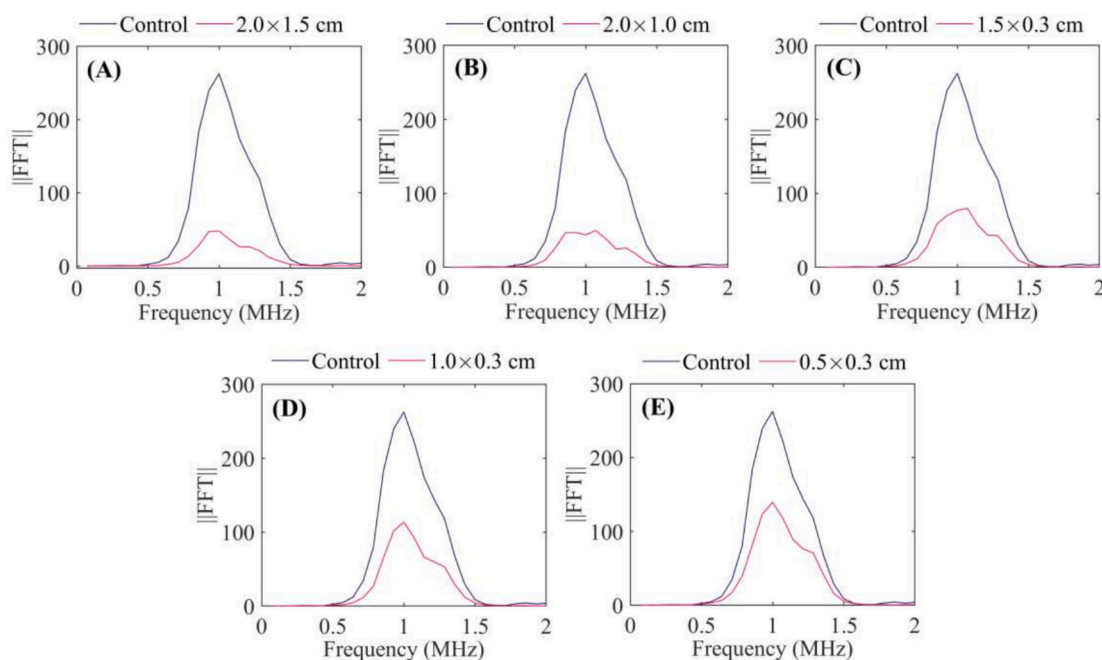 Control 2.0×1.5 cm
(A)
300
200
100
0
||FFT||
0 0.5 1 1.5 2
Frequency (MHz)
Control 2.0×1.0 cm
(B)
300
200
100
0
||FFT||
0 0.5 1 1.5 2
Frequency (MHz)
Control 1.5×0.3 cm
(C)
300
200
100
0
||FFT||
0 0.5 1 1.5 2
Frequency (MHz)
Control 1.0×0.3 cm
(D)
300
200
100
0
||FFT||
0 0.5 1 1.5 2
Frequency (MHz)
Control 0.5×0.3 cm
(E)
300
200
100
0
||FFT||
0 0.5 1 1.5 2
Frequency (MHz)